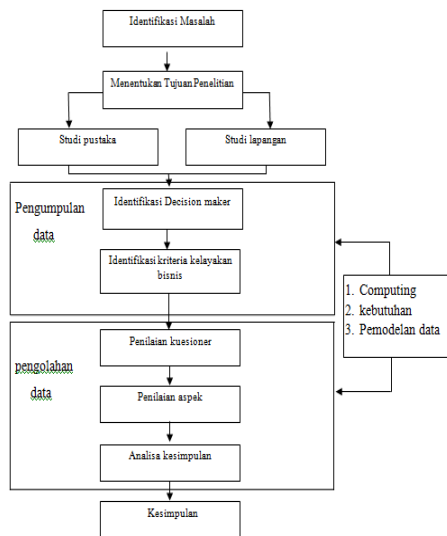 Identifikasi Masalah
Menentukan Tujuan Penelitian
Studi pustaka
Studi lapangan
Pengumpulan
data
Identifikasi Decision maker
Identifikasi kriteria kelayakan
bisnis
1. Computing
2. kebutuhan
3. Pemodelan data
pengolahan
data
Penilaian kuesioner
Penilaian aspek
Analisa kesimpulan
Kesimpulan